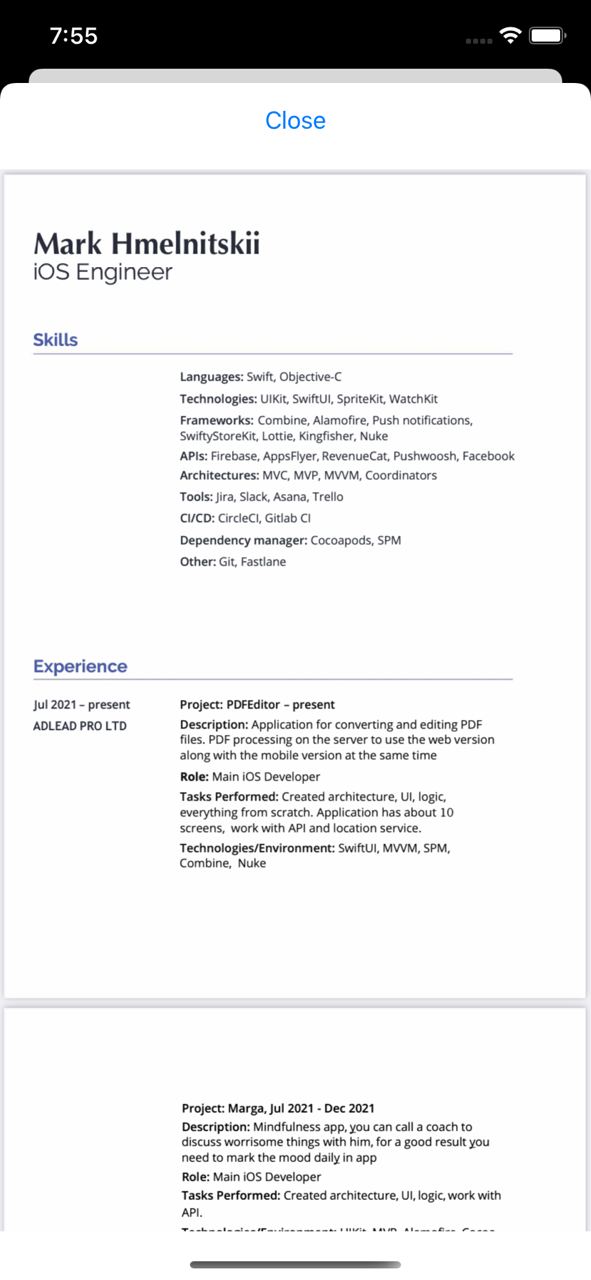 7:55
Close
Mark Hmelnitskii
iOS Engineer
Skills
Languages: Swift, Objective-C
Technologies: UIKit, SwiftUI, SpriteKit, WatchKit
Frameworks: Combine, Alamofire, Push notifications,
SwiftyStoreKit, Lottie, Kingfisher, Nuke
APIs: Firebase, AppsFlyer, RevenueCat, Pushwoosh, Facebook
Architectures: MVC, MVP, MVVM, Coordinators
Tools: Jira, Slack, Asana, Trello
CI/CD: CircleCI, Gitlab CI
Dependency manager: Cocoapods, SPM
Other: Git, Fastlane
Experience
Jul 2021 – present
ADLEAD PRO LTD
Project: PDFEditor – present
Description: Application for converting and editing PDF
files. PDF processing on the server to use the web version
along with the mobile version at the same time
Role: Main iOS Developer
Tasks Performed: Created architecture, UI, logic,
everything from scratch. Application has about 10
screens, work with API and location service.
Technologies/Environment: SwiftUI, MVVM, SPM,
Combine, Nuke
Project: Marga, Jul 2021 - Dec 2021
Description: Mindfulness app, you can call a coach to
discuss worrisome things with him, for a good result you
need to mark the mood daily in app
Role: Main iOS Developer
Tasks Performed: Created architecture, UI, logic, work with
API.
Technologies/Environment: UIKit, MVP, Alamofire, Cocoa